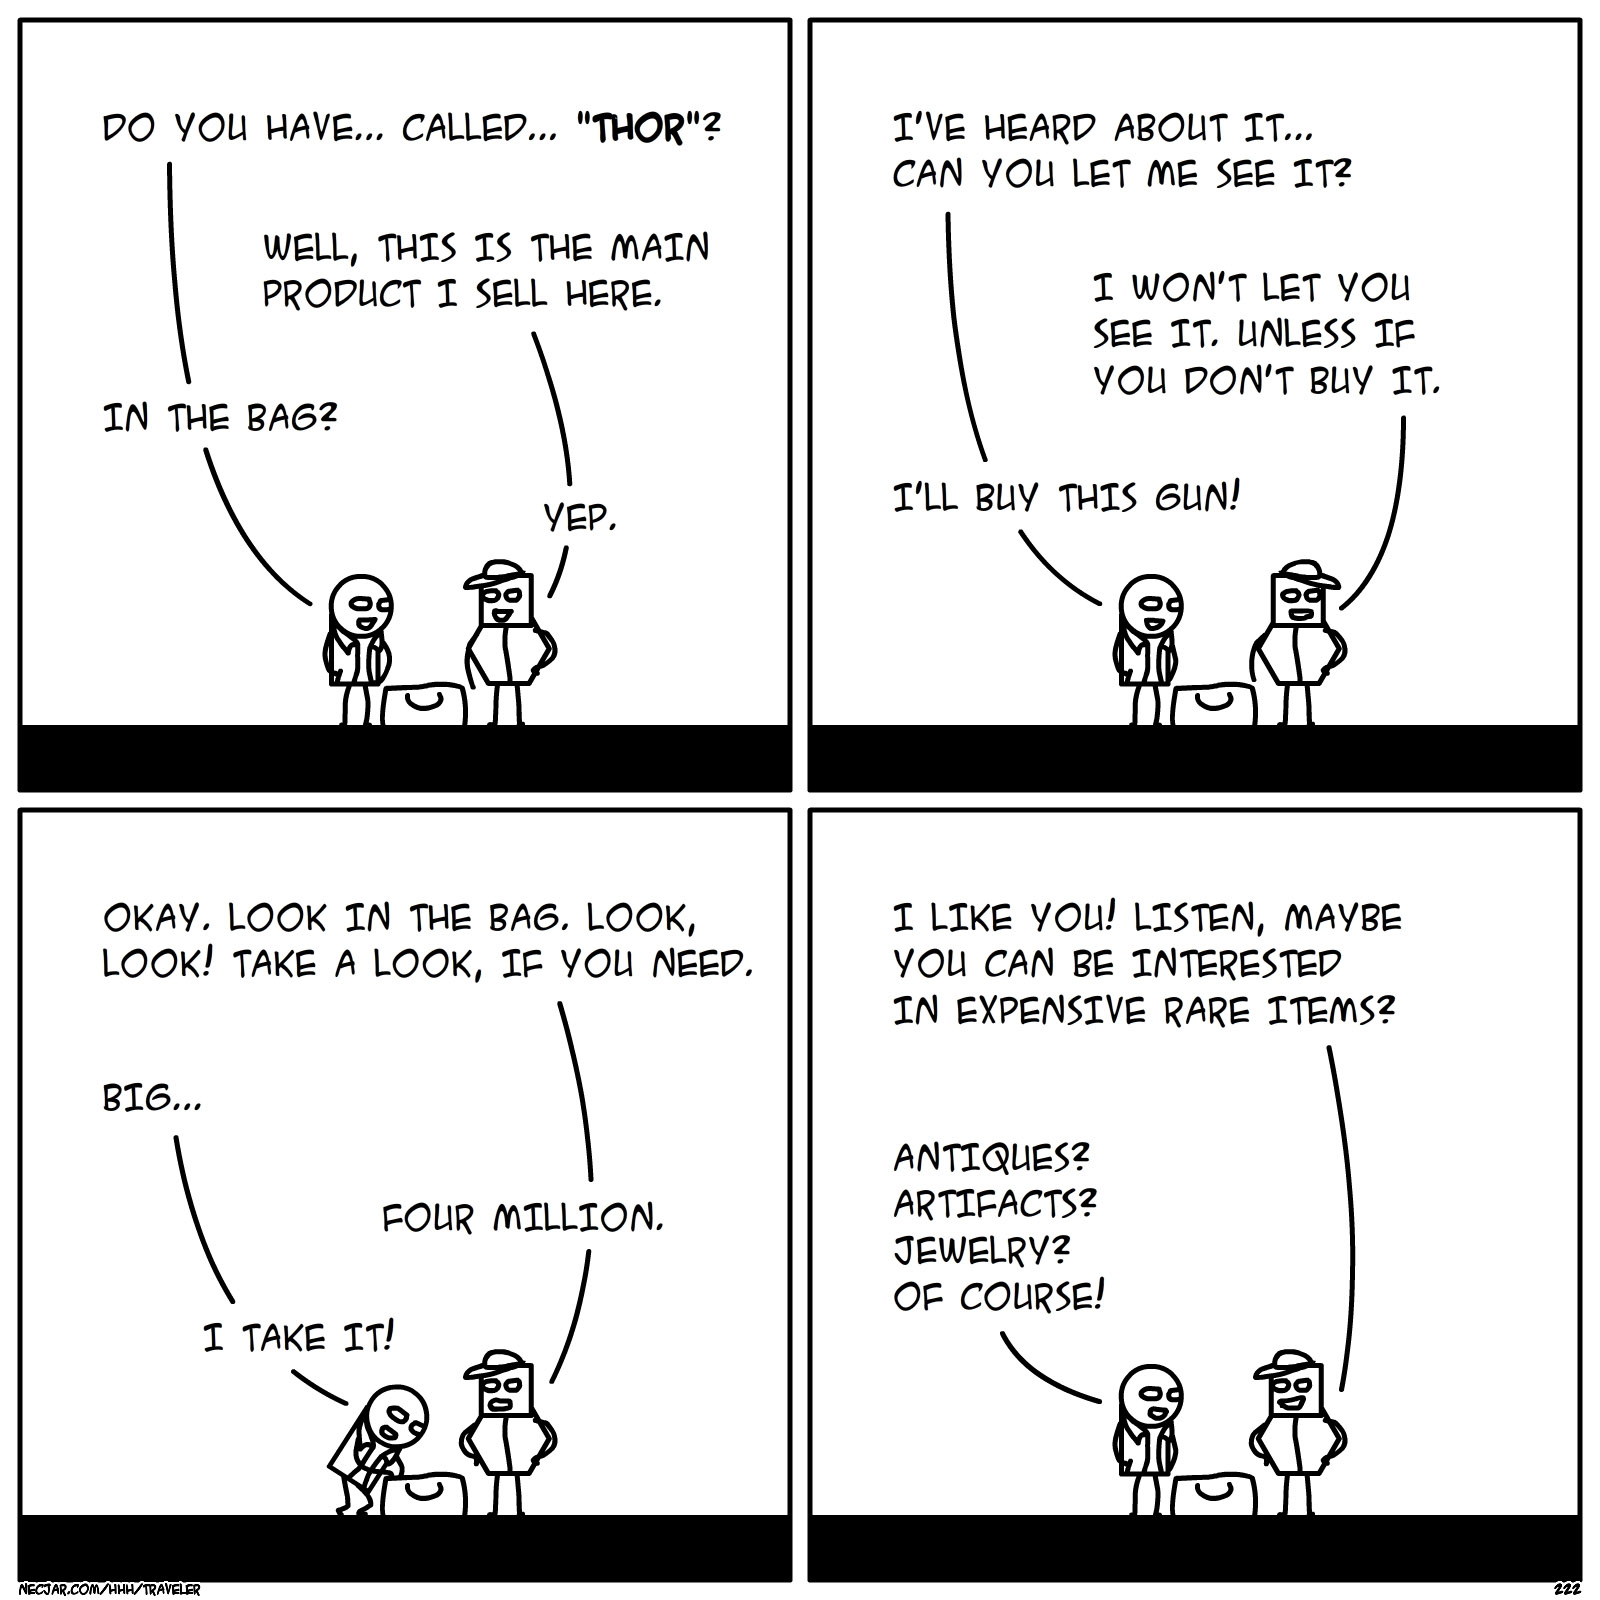 DO YOU HAVE... CALLED... "THOR"?
WELL, THIS IS THE MAIN
PRODUCT I SELL HERE.
IN THE BAG?
YEP.
I'VE HEARD ABOUT IT...
CAN YOU LET ME SEE IT?
I WON'T LET YOU
SEE IT. UNLESS IF
YOU DON'T BUY IT.
I'LL BUY THIS GUN!
OKAY. LOOK IN THE BAG. LOOK,
LOOK! TAKE A LOOK, IF YOU NEED.
BIG...
FOUR MILLION.
I TAKE IT!
I LIKE YOU! LISTEN, MAYBE
YOU CAN BE INTERESTED
IN EXPENSIVE RARE ITEMS?
ANTIQUES?
ARTIFACTS?
JEWELRY?
OF COURSE!
NECJAR.COM/HHH/TRAVELER
222